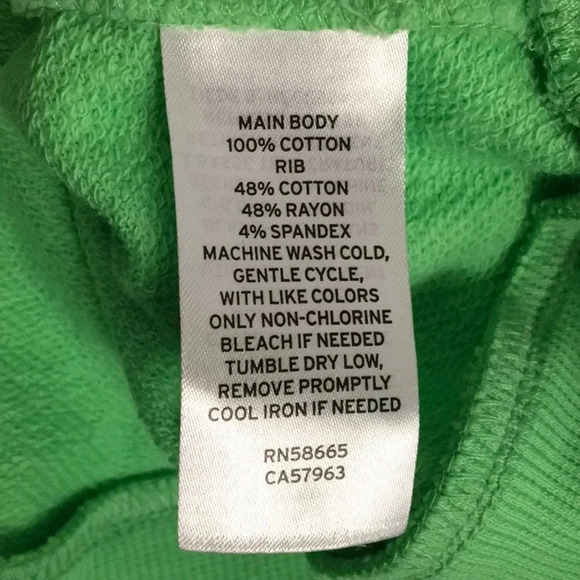 MAIN BODY
100% COTTON
RIB
48% COTTON
48% RAYON
4% SPANDEX
MACHINE WASH COLD,
GENTLE CYCLE,
WITH LIKE COLORS
ONLY NON-CHLORINE
BLEACH IF NEEDED
TUMBLE DRY LOW,
REMOVE PROMPTLY
COOL IRON IF NEEDED
RN58665
CA57963